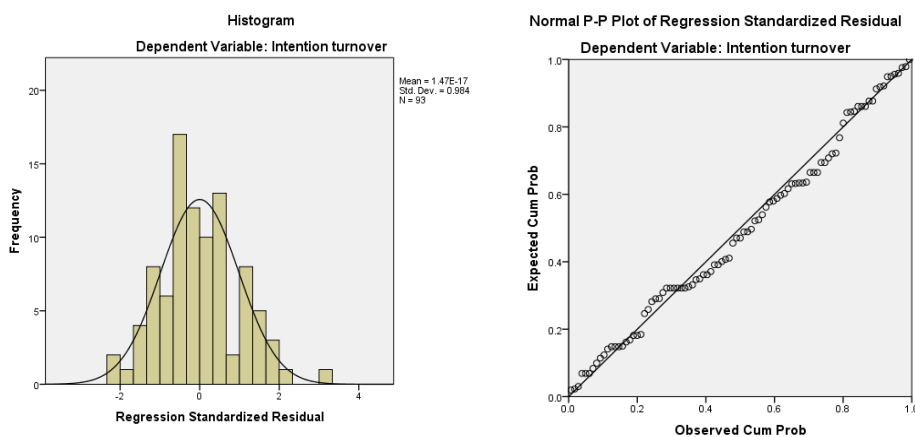 Histogram
Dependent Variable: Intention turnover
Mean = 1.47E-17
Std. Dev. = 0.984
N = 93
20
15
10
5
0
Frequency
-2
0
2
4
Regression Standardized Residual
Normal P-P Plot of Regression Standardized Residual
Dependent Variable: Intention turnover
1.0
0.8
0.6
0.4
0.2
0.0
Expected Cum Prob
0.0
0.2
0.4
0.6
0.8
1.0
Observed Cum Prob